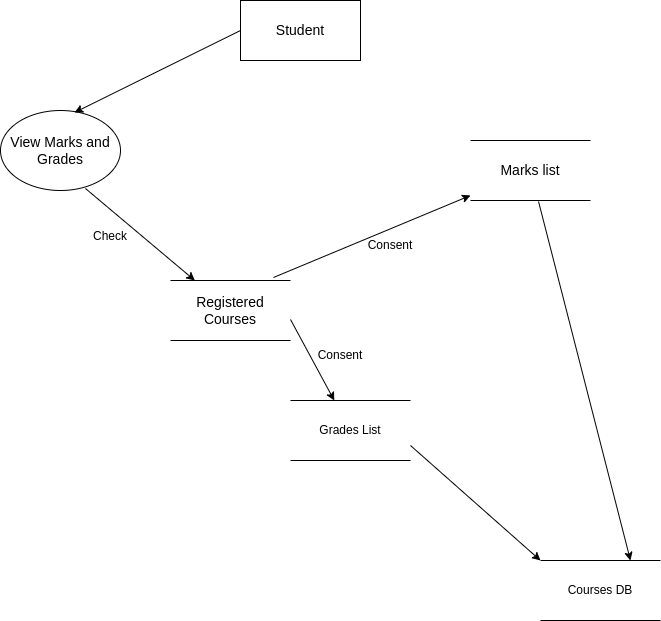 Student
View Marks and
Grades
Marks list
Check
Consent
Registered
Courses
Consent
Grades List
Courses DB